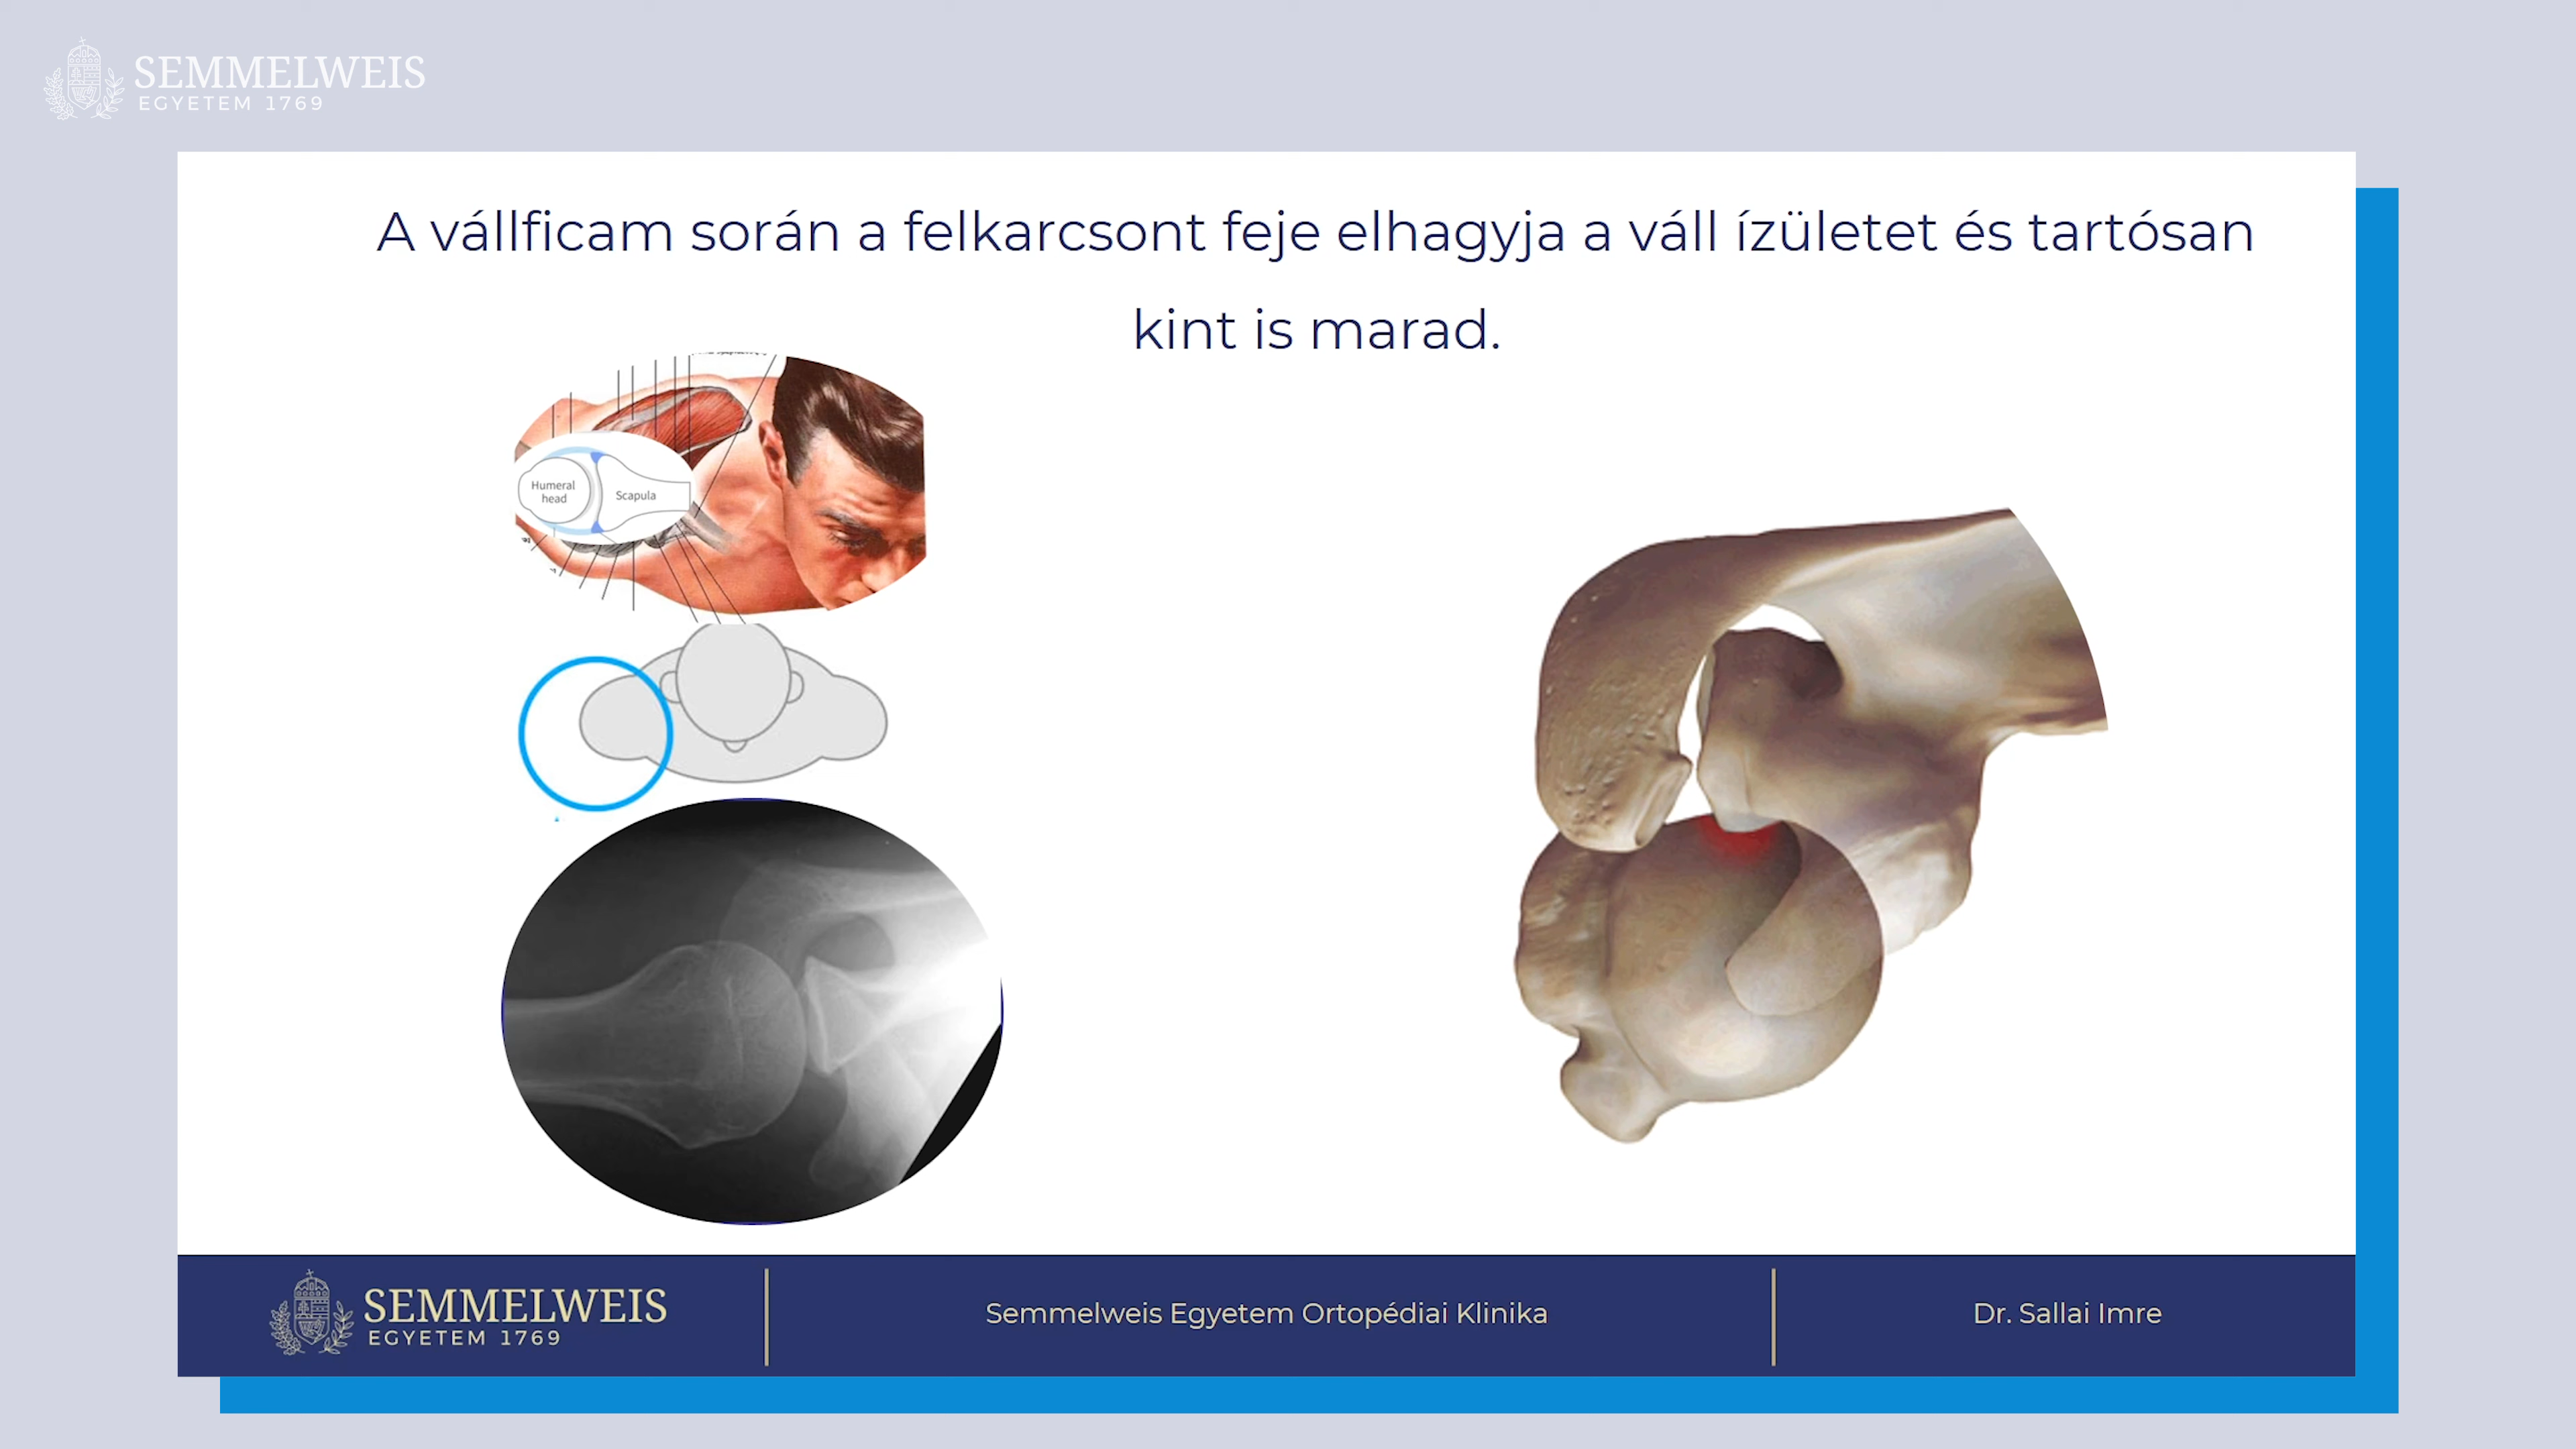 SEMMELWEIS
EGYETEM 1769
A vállficam során a felkarcsont feje elhagyja a váll ízületet és tartósan
kint is marad.
Humeral
head
Scapula
SEMMELWEIS
EGYETEM 1769
Semmelweis Egyetem Ortopédiai Klinika
Dr. Sallai Imre